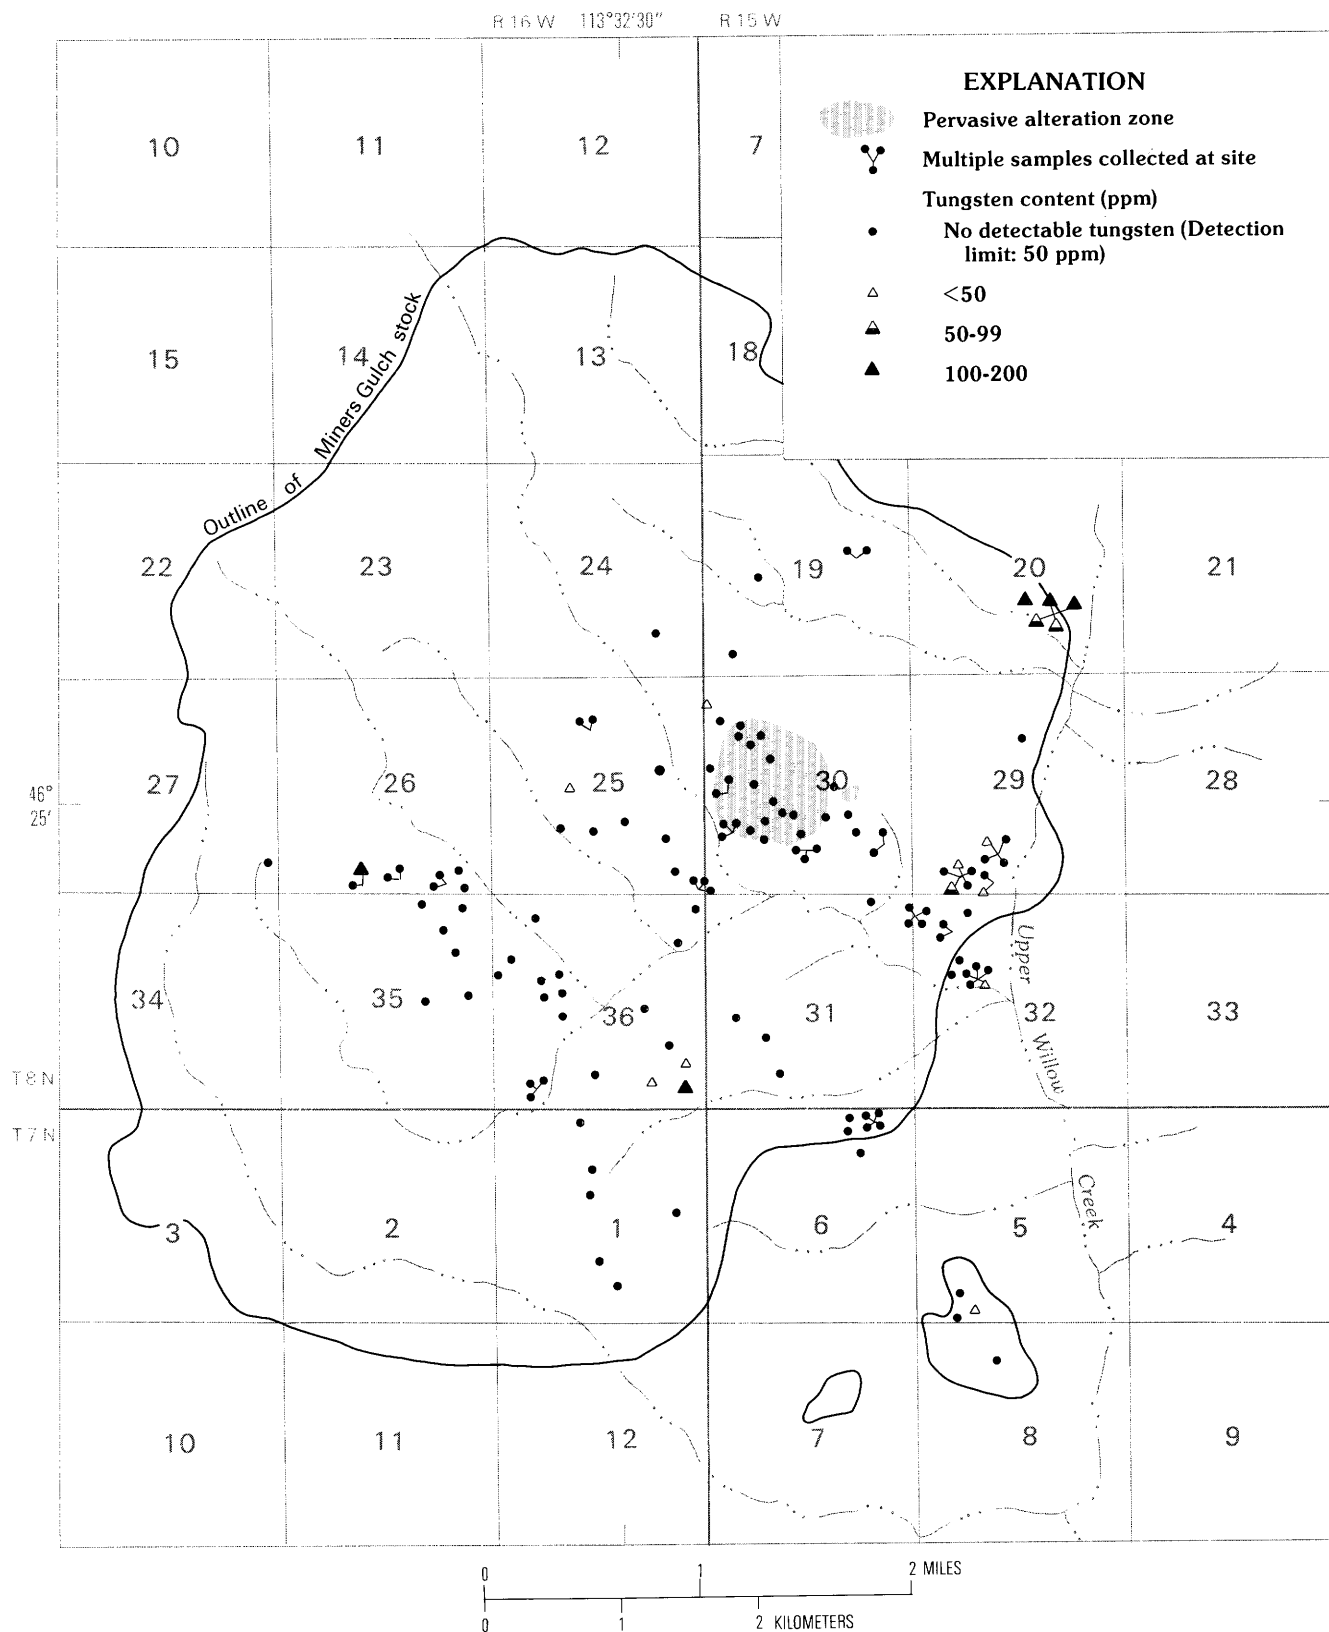 R 16 W 113°32'30" R 15 W
EXPLANATION
Pervasive alteration zone
Multiple samples collected at site
Tungsten content (ppm)
No detectable tungsten (Detection
limit: 50 ppm)
<50
50-99
100-200
10 11 12 7
15 14 13 18
Outline of Miners Gulch stock
22 23 24 19 20 21
27 26 25 30 29 28
46°
25'
34 35 36 31 32 33
Upper Willow Creek
T 8 N
T 7 N
3 2 1 6 5 4
10 11 12 7 8 9
0 1 2 MILES
0 1 2 KILOMETERS